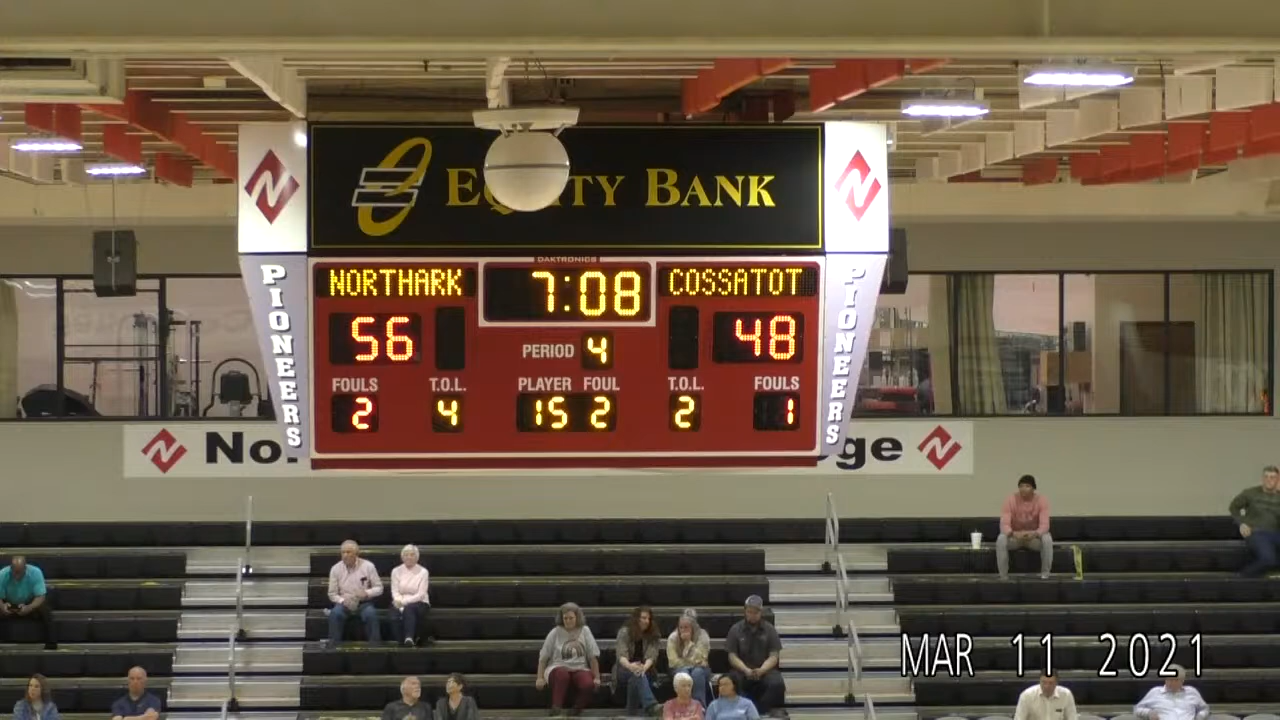 EQUITY BANK
DAKTRONICS
NORTHARK 7:08 COSSATOT
56 PERIOD 4 48
FOULS T.O.L. PLAYER FOUL T.O.L. FOULS
2 4 15 2 2 1
PIONEERS
PIONEERS
No
ge
MAR 11 2021